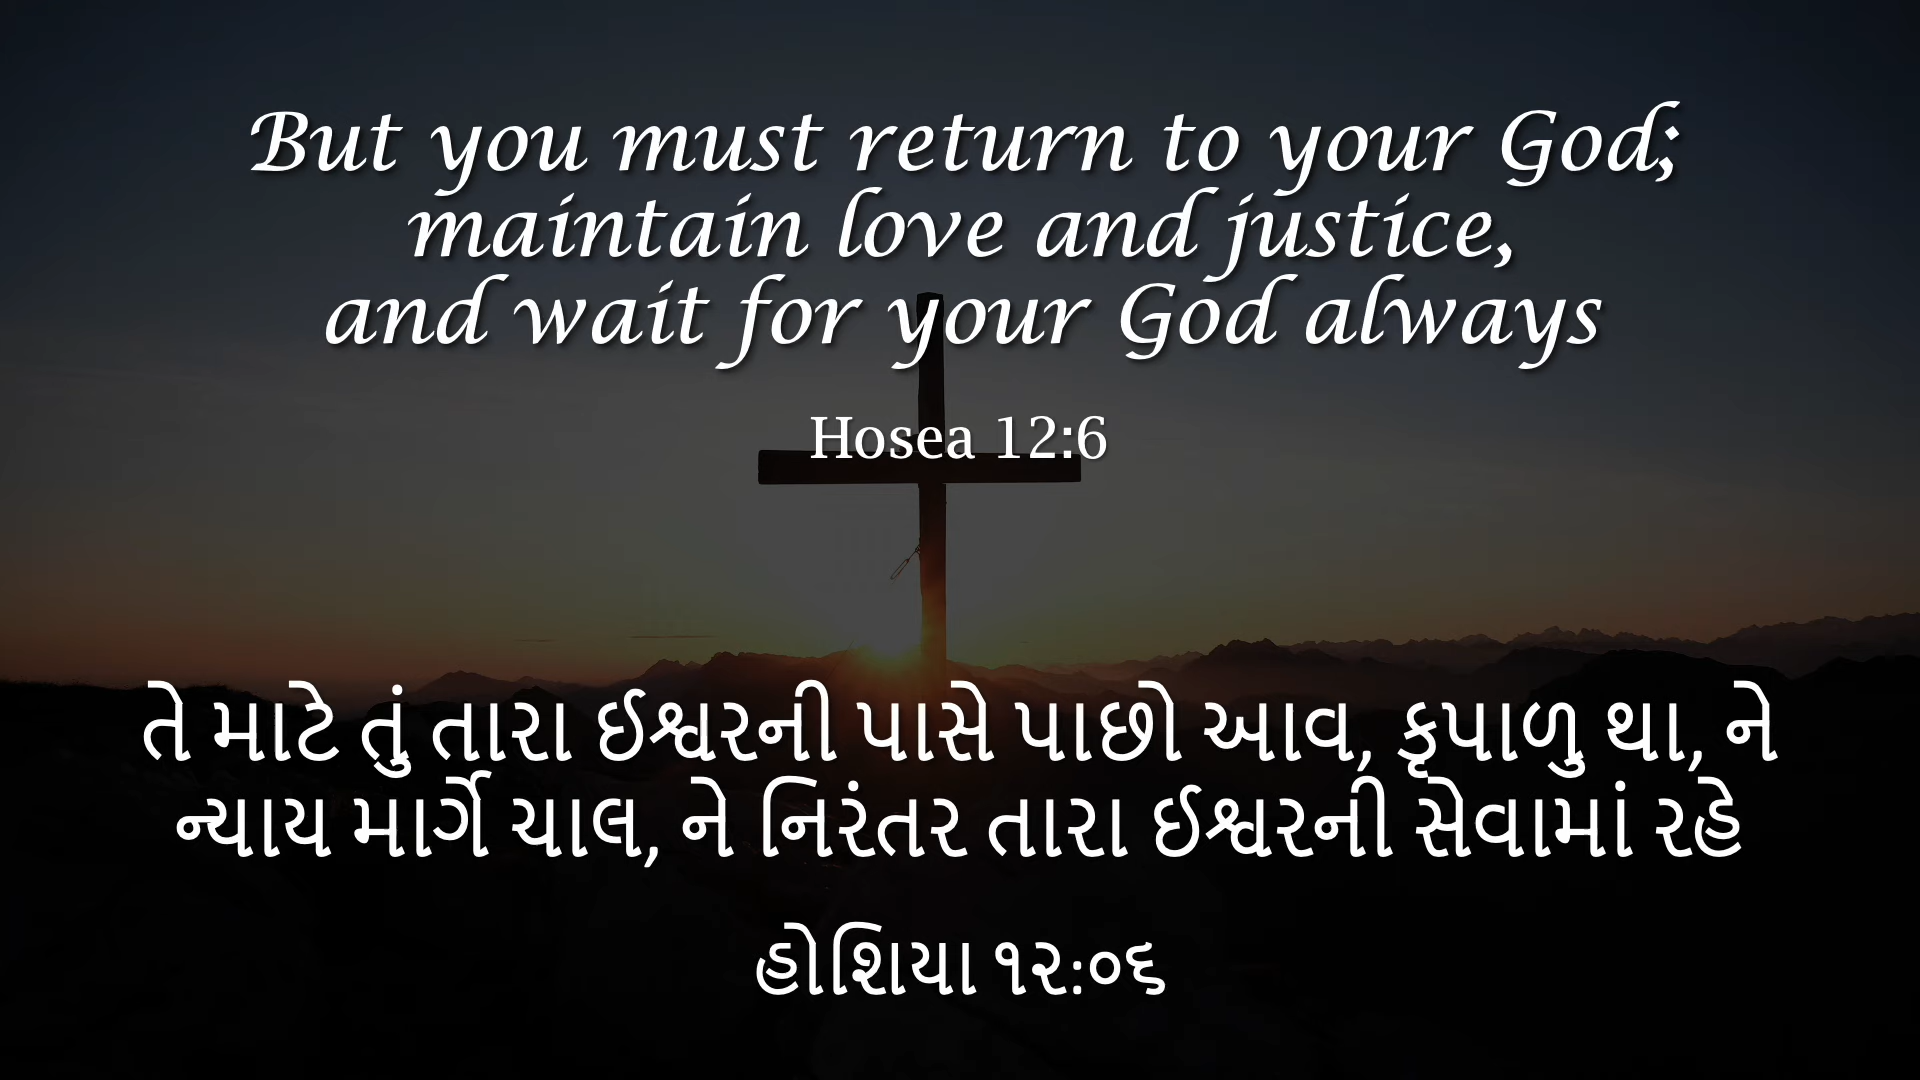 But you must return to your God;
maintain love and justice,
and wait for your God always
Hosea 12:6
તે માટે તું તારા ઈશ્વરની પાસે પાછો આવ, કૃપાળુ થા, ને
ન્યાય માર્ગે ચાલ, ને નિરંતર તારા ઈશ્વરની સેવામાં રહે
હોશિયા ૧૨:૦૬